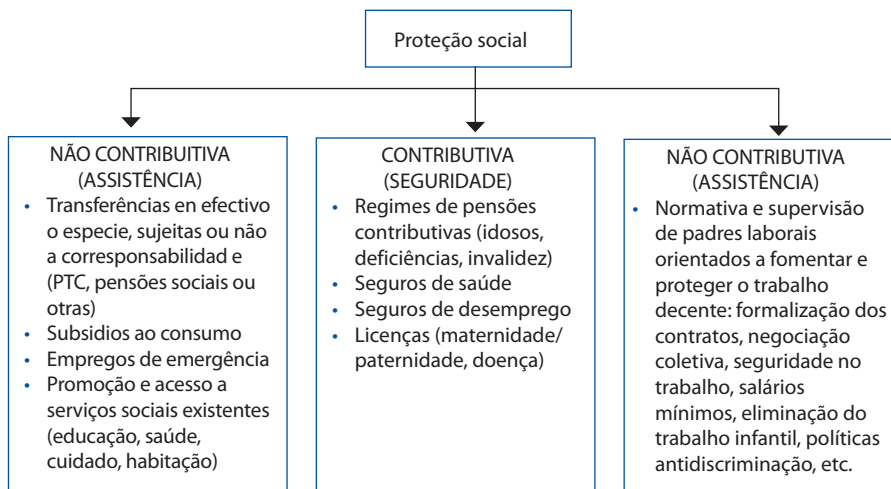 Proteção social
NÃO CONTRIBUITIVA
(ASSISTÊNCIA)
• Transferências en efectivo
o especie, sujeitas ou não
a corresponsabilidad e
(PTC, pensões sociais ou
otras)
• Subsidios ao consumo
• Empregos de emergência
• Promoção e acesso a
serviços sociais existentes
(educação, saúde,
cuidado, habitação)
CONTRIBUTIVA
(SEGURIDADE)
• Regimes de pensões
contributivas (idosos,
deficiências, invalidez)
• Seguros de saúde
• Seguros de desemprego
• Licenças (maternidade/
paternidade, doença)
NÃO CONTRIBUTIVA
(ASSISTÊNCIA)
• Normativa e supervisão
de padres laborais
orientados a fomentar e
proteger o trabalho
decente: formalização dos
contratos, negociação
coletiva, seguridade no
trabalho, salários
mínimos, eliminação do
trabalho infantil, políticas
antidiscriminação, etc.